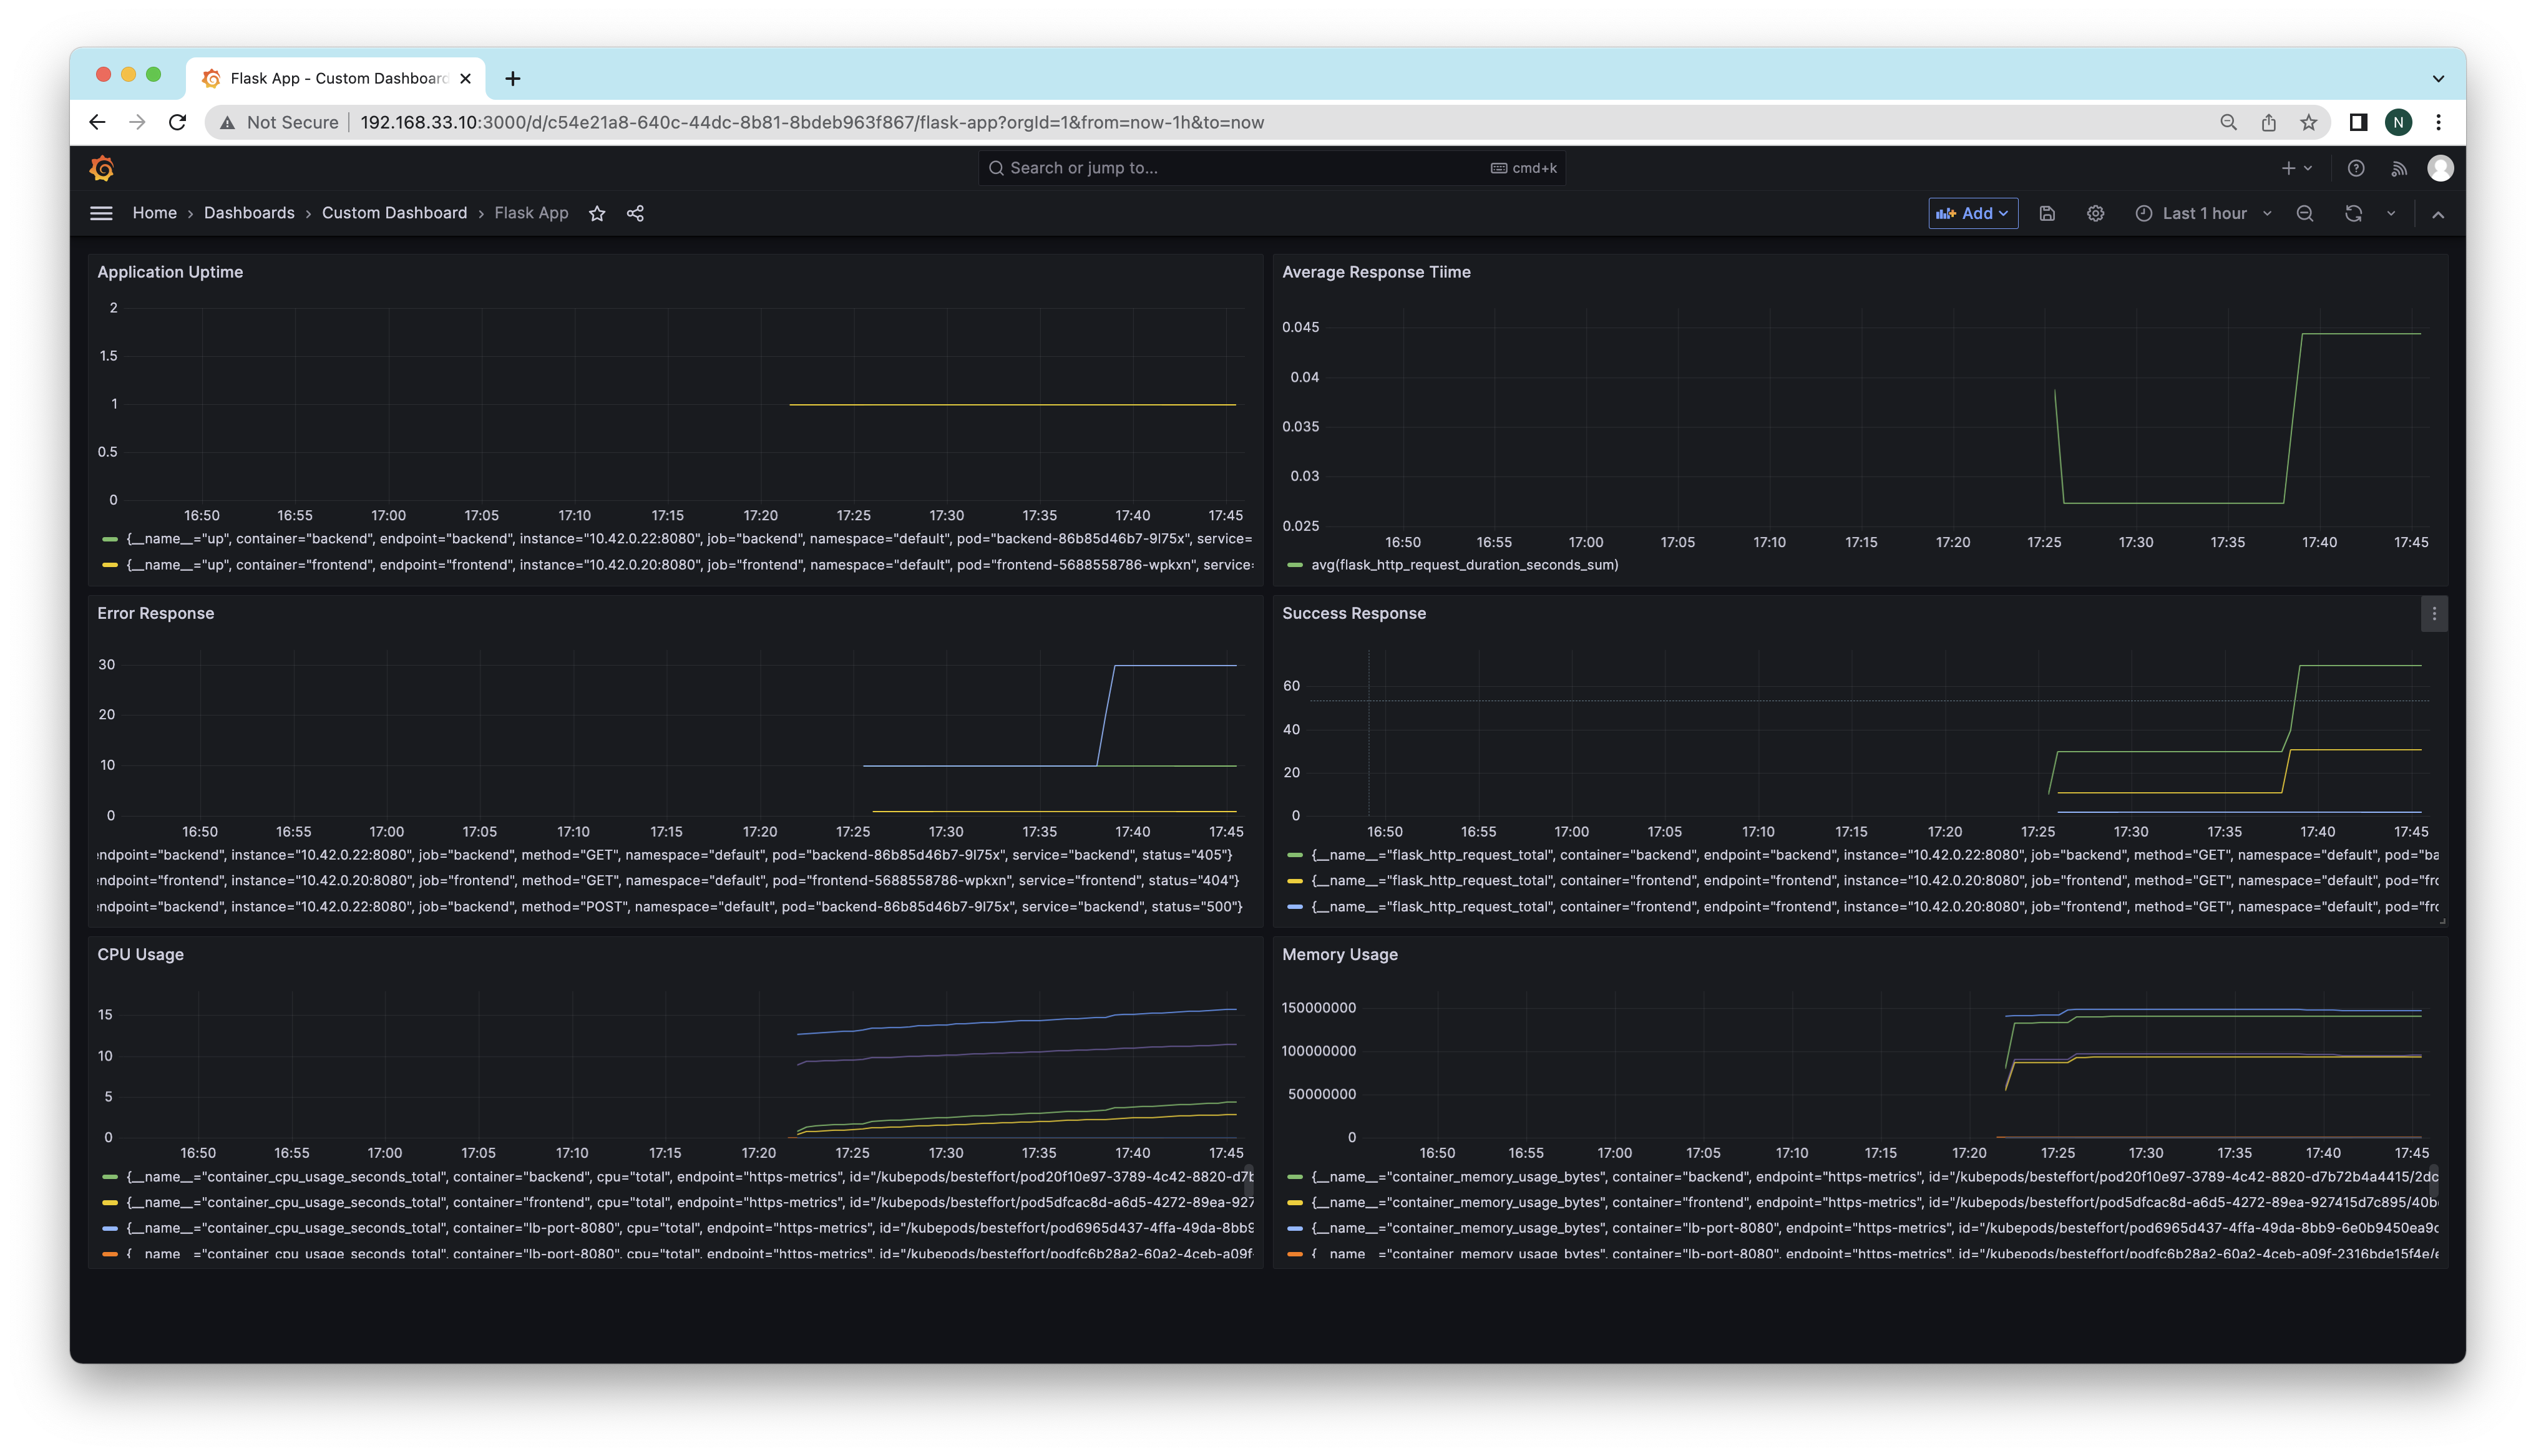 Flask App - Custom Dashboard
Not Secure
192.168.33.10:3000/d/c54e21a8-640c-44dc-8b81-8bdeb963f867/flask-app?orgId=1&from=now-1h&to=now
N
Search or jump to...
cmd+k
Home › Dashboards › Custom Dashboard › Flask App
Add
Last 1 hour
Application Uptime
2
1.5
1
0.5
0
16:50 16:55 17:00 17:05 17:10 17:15 17:20 17:25 17:30 17:35 17:40 17:45
{__name__="up", container="backend", endpoint="backend", instance="10.42.0.22:8080", job="backend", namespace="default", pod="backend-86b85d46b7-9l75x", service=
{__name__="up", container="frontend", endpoint="frontend", instance="10.42.0.20:8080", job="frontend", namespace="default", pod="frontend-5688558786-wpkxn", service=
Average Response Tiime
0.045
0.04
0.035
0.03
0.025
16:50 16:55 17:00 17:05 17:10 17:15 17:20 17:25 17:30 17:35 17:40 17:45
avg(flask_http_request_duration_seconds_sum)
Error Response
30
20
10
0
16:50 16:55 17:00 17:05 17:10 17:15 17:20 17:25 17:30 17:35 17:40 17:45
endpoint="backend", instance="10.42.0.22:8080", job="backend", method="GET", namespace="default", pod="backend-86b85d46b7-9l75x", service="backend", status="405"}
endpoint="frontend", instance="10.42.0.20:8080", job="frontend", method="GET", namespace="default", pod="frontend-5688558786-wpkxn", service="frontend", status="404"}
endpoint="backend", instance="10.42.0.22:8080", job="backend", method="POST", namespace="default", pod="backend-86b85d46b7-9l75x", service="backend", status="500"}
Success Response
60
40
20
0
16:50 16:55 17:00 17:05 17:10 17:15 17:20 17:25 17:30 17:35 17:40 17:45
{__name__="flask_http_request_total", container="backend", endpoint="backend", instance="10.42.0.22:8080", job="backend", method="GET", namespace="default", pod="ba
{__name__="flask_http_request_total", container="frontend", endpoint="frontend", instance="10.42.0.20:8080", job="frontend", method="GET", namespace="default", pod="fro
{__name__="flask_http_request_total", container="frontend", endpoint="frontend", instance="10.42.0.20:8080", job="frontend", method="GET", namespace="default", pod="fro
CPU Usage
15
10
5
0
16:50 16:55 17:00 17:05 17:10 17:15 17:20 17:25 17:30 17:35 17:40 17:45
{__name__="container_cpu_usage_seconds_total", container="backend", cpu="total", endpoint="https-metrics", id="/kubepods/besteffort/pod20f10e97-3789-4c42-8820-d7b
{__name__="container_cpu_usage_seconds_total", container="frontend", cpu="total", endpoint="https-metrics", id="/kubepods/besteffort/pod5dfcac8d-a6d5-4272-89ea-927
{__name__="container_cpu_usage_seconds_total", container="lb-port-8080", cpu="total", endpoint="https-metrics", id="/kubepods/besteffort/pod6965d437-4ffa-49da-8bb9
{__name__="container_cpu_usage_seconds_total", container="lb-port-8080", cpu="total", endpoint="https-metrics", id="/kubepods/besteffort/podfc6b28a2-60a2-4ceb-a09f-
Memory Usage
150000000
100000000
50000000
0
16:50 16:55 17:00 17:05 17:10 17:15 17:20 17:25 17:30 17:35 17:40 17:45
{__name__="container_memory_usage_bytes", container="backend", endpoint="https-metrics", id="/kubepods/besteffort/pod20f10e97-3789-4c42-8820-d7b72b4a4415/2dc
{__name__="container_memory_usage_bytes", container="frontend", endpoint="https-metrics", id="/kubepods/besteffort/pod5dfcac8d-a6d5-4272-89ea-927415d7c895/40b
{__name__="container_memory_usage_bytes", container="lb-port-8080", endpoint="https-metrics", id="/kubepods/besteffort/pod6965d437-4ffa-49da-8bb9-6e0b9450ea9c
{__name__="container_memory_usage_bytes", container="lb-port-8080", endpoint="https-metrics", id="/kubepods/besteffort/podfc6b28a2-60a2-4ceb-a09f-2316bde15f4e/e